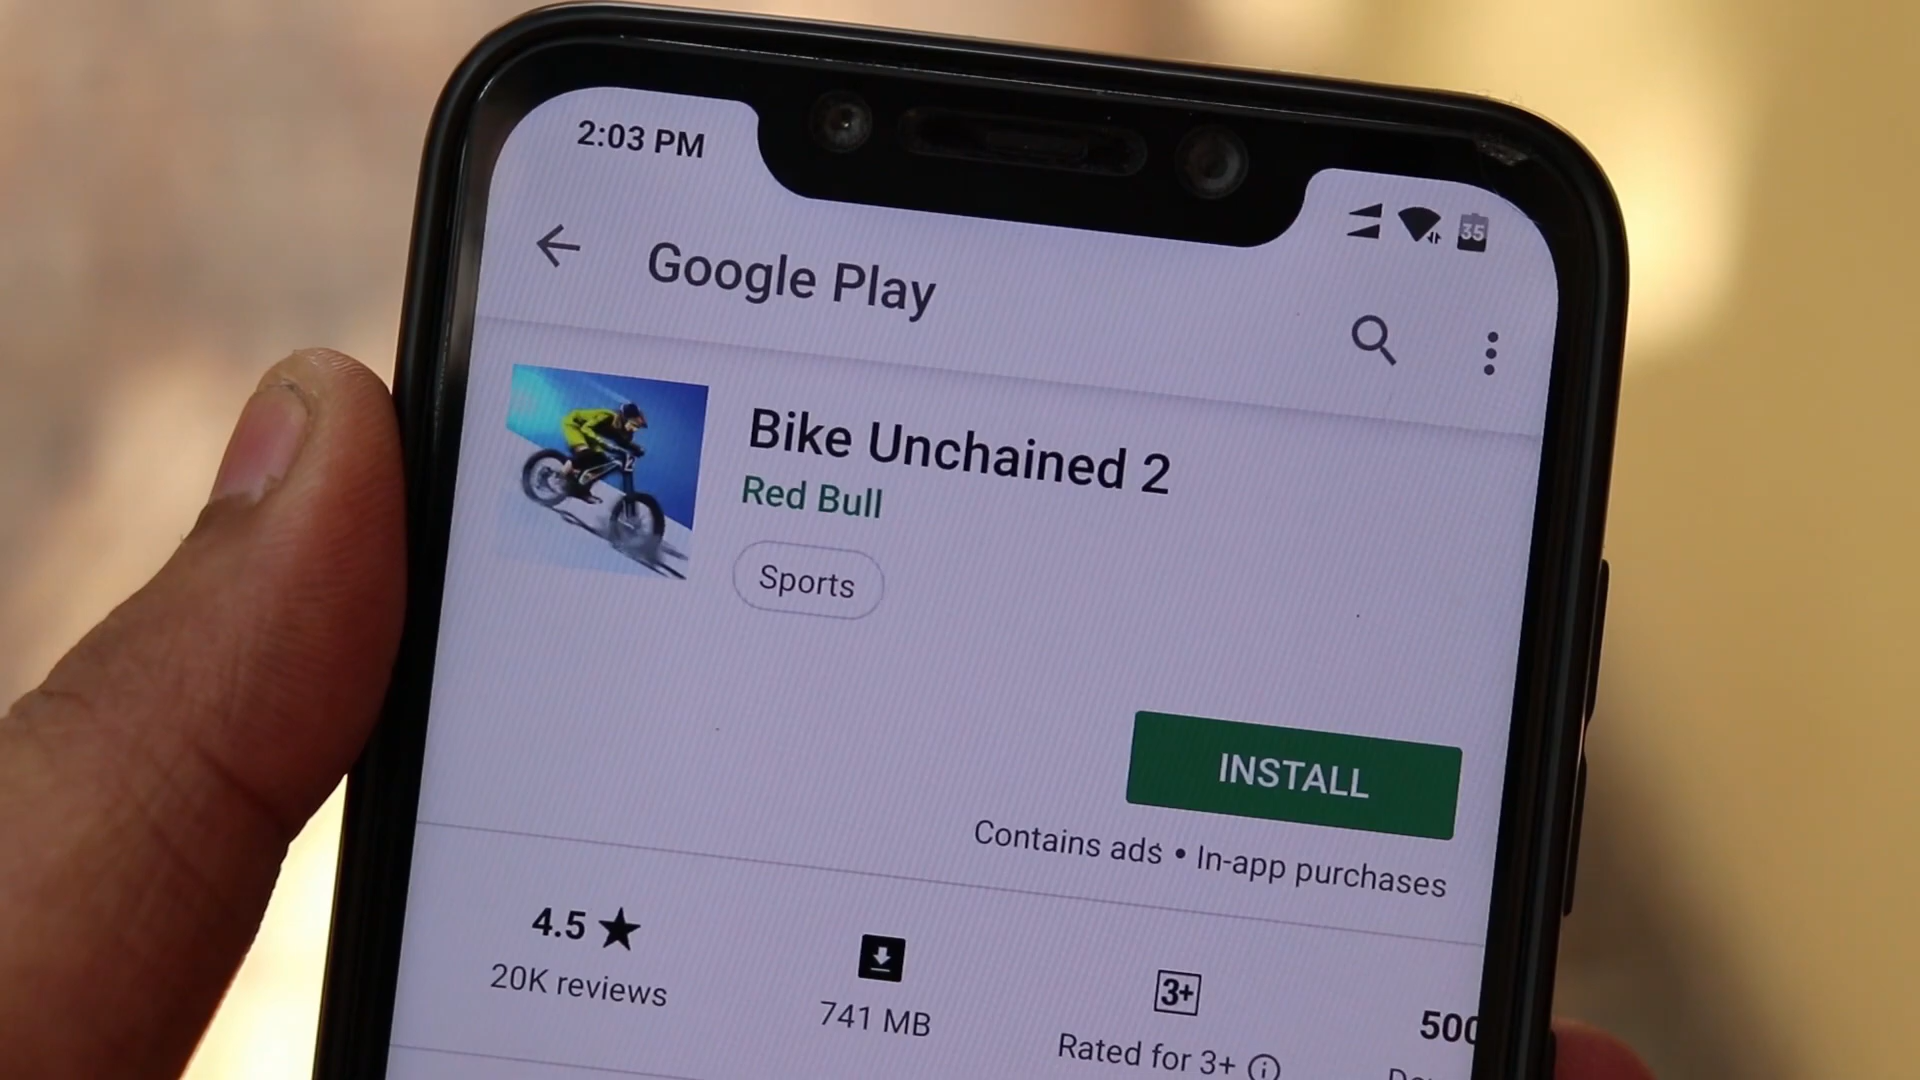 2:03 PM
35
Google Play
Bike Unchained 2
Red Bull
Sports
INSTALL
Contains ads • In-app purchases
4.5 ★
20K reviews
741 MB
3+
Rated for 3+
500